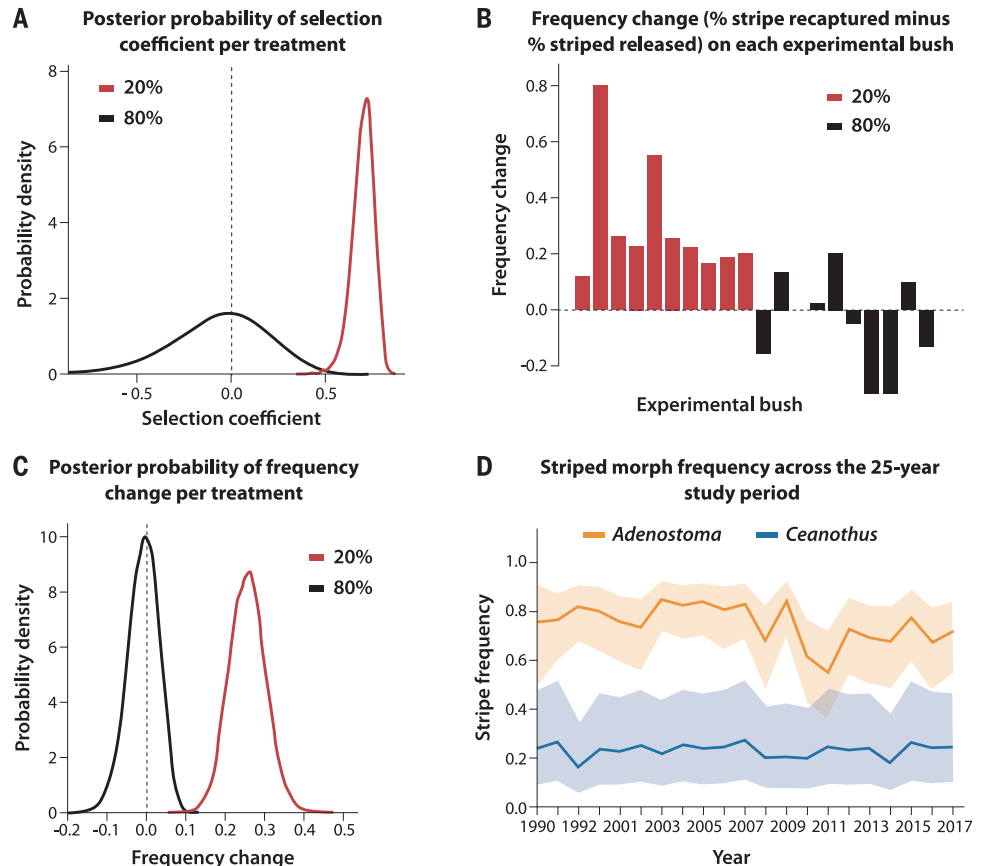 A
Posterior probability of selection
coefficient per treatment
20%
80%
8
6
4
2
0
Probability density
-0.5
0.0
0.5
Selection coefficient
B
Frequency change (% stripe recaptured minus
% striped released) on each experimental bush
20%
80%
0.8
0.6
0.4
0.2
0.0
-0.2
Frequency change
Experimental bush
C
Posterior probability of frequency
change per treatment
20%
80%
10
8
6
4
2
0
Probability density
-0.2
-0.1
0.0
0.1
0.2
0.3
0.4
0.5
Frequency change
D
Striped morph frequency across the 25-year
study period
Adenostoma
Ceanothus
1.0
0.8
0.6
0.4
0.2
0.0
Stripe frequency
1990 1992 2001 2003 2005 2007 2009 2011 2013 2015 2017
Year